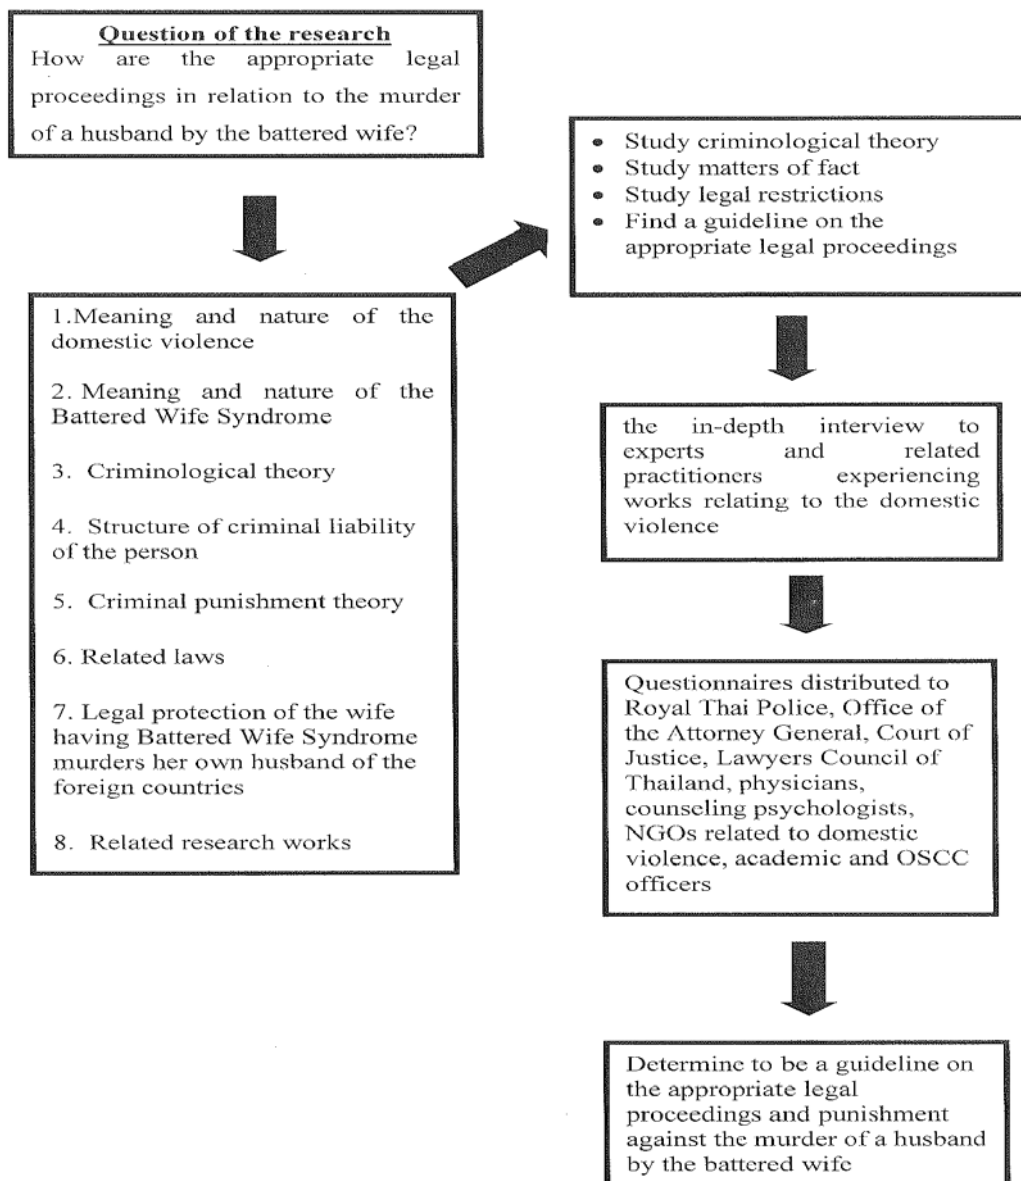 Question of the research
How are the appropriate legal
proceedings in relation to the murder
of a husband by the battered wife?
1.Meaning and nature of the
domestic violence
2. Meaning and nature of the
Battered Wife Syndrome
3. Criminological theory
4. Structure of criminal liability
of the person
5. Criminal punishment theory
6. Related laws
7. Legal protection of the wife
having Battered Wife Syndrome
murders her own husband of the
foreign countries
8. Related research works
• Study criminological theory
• Study matters of fact
• Study legal restrictions
• Find a guideline on the
appropriate legal proceedings
the in-depth interview to
experts and related
practitioners experiencing
works relating to the domestic
violence
Questionnaires distributed to
Royal Thai Police, Office of
the Attorney General, Court of
Justice, Lawyers Council of
Thailand, physicians,
counseling psychologists,
NGOs related to domestic
violence, academic and OSCC
officers
Determine to be a guideline on
the appropriate legal
proceedings and punishment
against the murder of a husband
by the battered wife